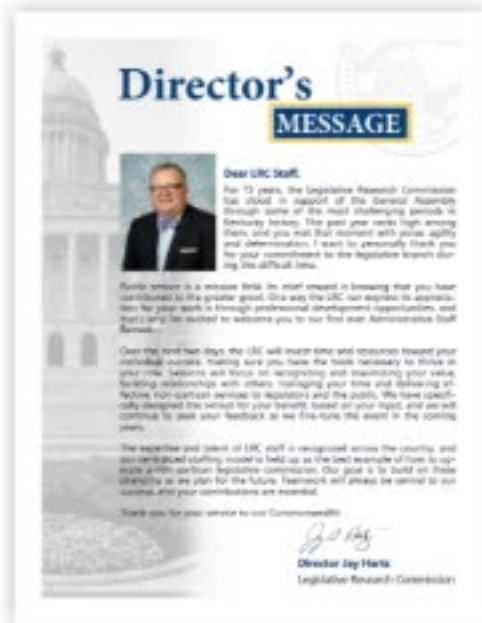 Director's
MESSAGE
Dear LRC Staff,
For 73 years, the Legislative Research Commission
has stood in support of the General Assembly
through some of the most challenging periods in
Kentucky history. The past year ranks high among
them, and you met that moment with poise, agility
and determination. I want to personally thank you
for your commitment to the legislative branch dur-
ing this difficult time.
Public service is a mission field. Its chief reward is knowing that you have
contributed to the greater good. One way the LRC can express its apprecia-
tion for your work is through professional development opportunities, and
that's why I'm excited to welcome you to our first ever Administrative Staff
Retreat.
Over the next two days, the LRC will invest time and resources toward your
individual success, making sure you have the tools necessary to thrive in
your role. Sessions will focus on recognizing and maximizing your value,
building relationships with others, managing your time and delivering ef-
fective, non-partisan services to legislators and the public. We have specifi-
cally designed this retreat for your benefit, based on your input, and we will
continue to seek your feedback as we fine-tune the event in the coming
years.
The expertise and talent of LRC staff is recognized across the country, and
our centralized staffing model is held up as the best example of how to op-
erate a non-partisan legislative commission. Our goal is to build on these
strengths as we plan for the future. Teamwork will always be central to our
success, and your contributions are essential.
Thank you for your service to our Commonwealth.
Director Jay Hartz
Legislative Research Commission